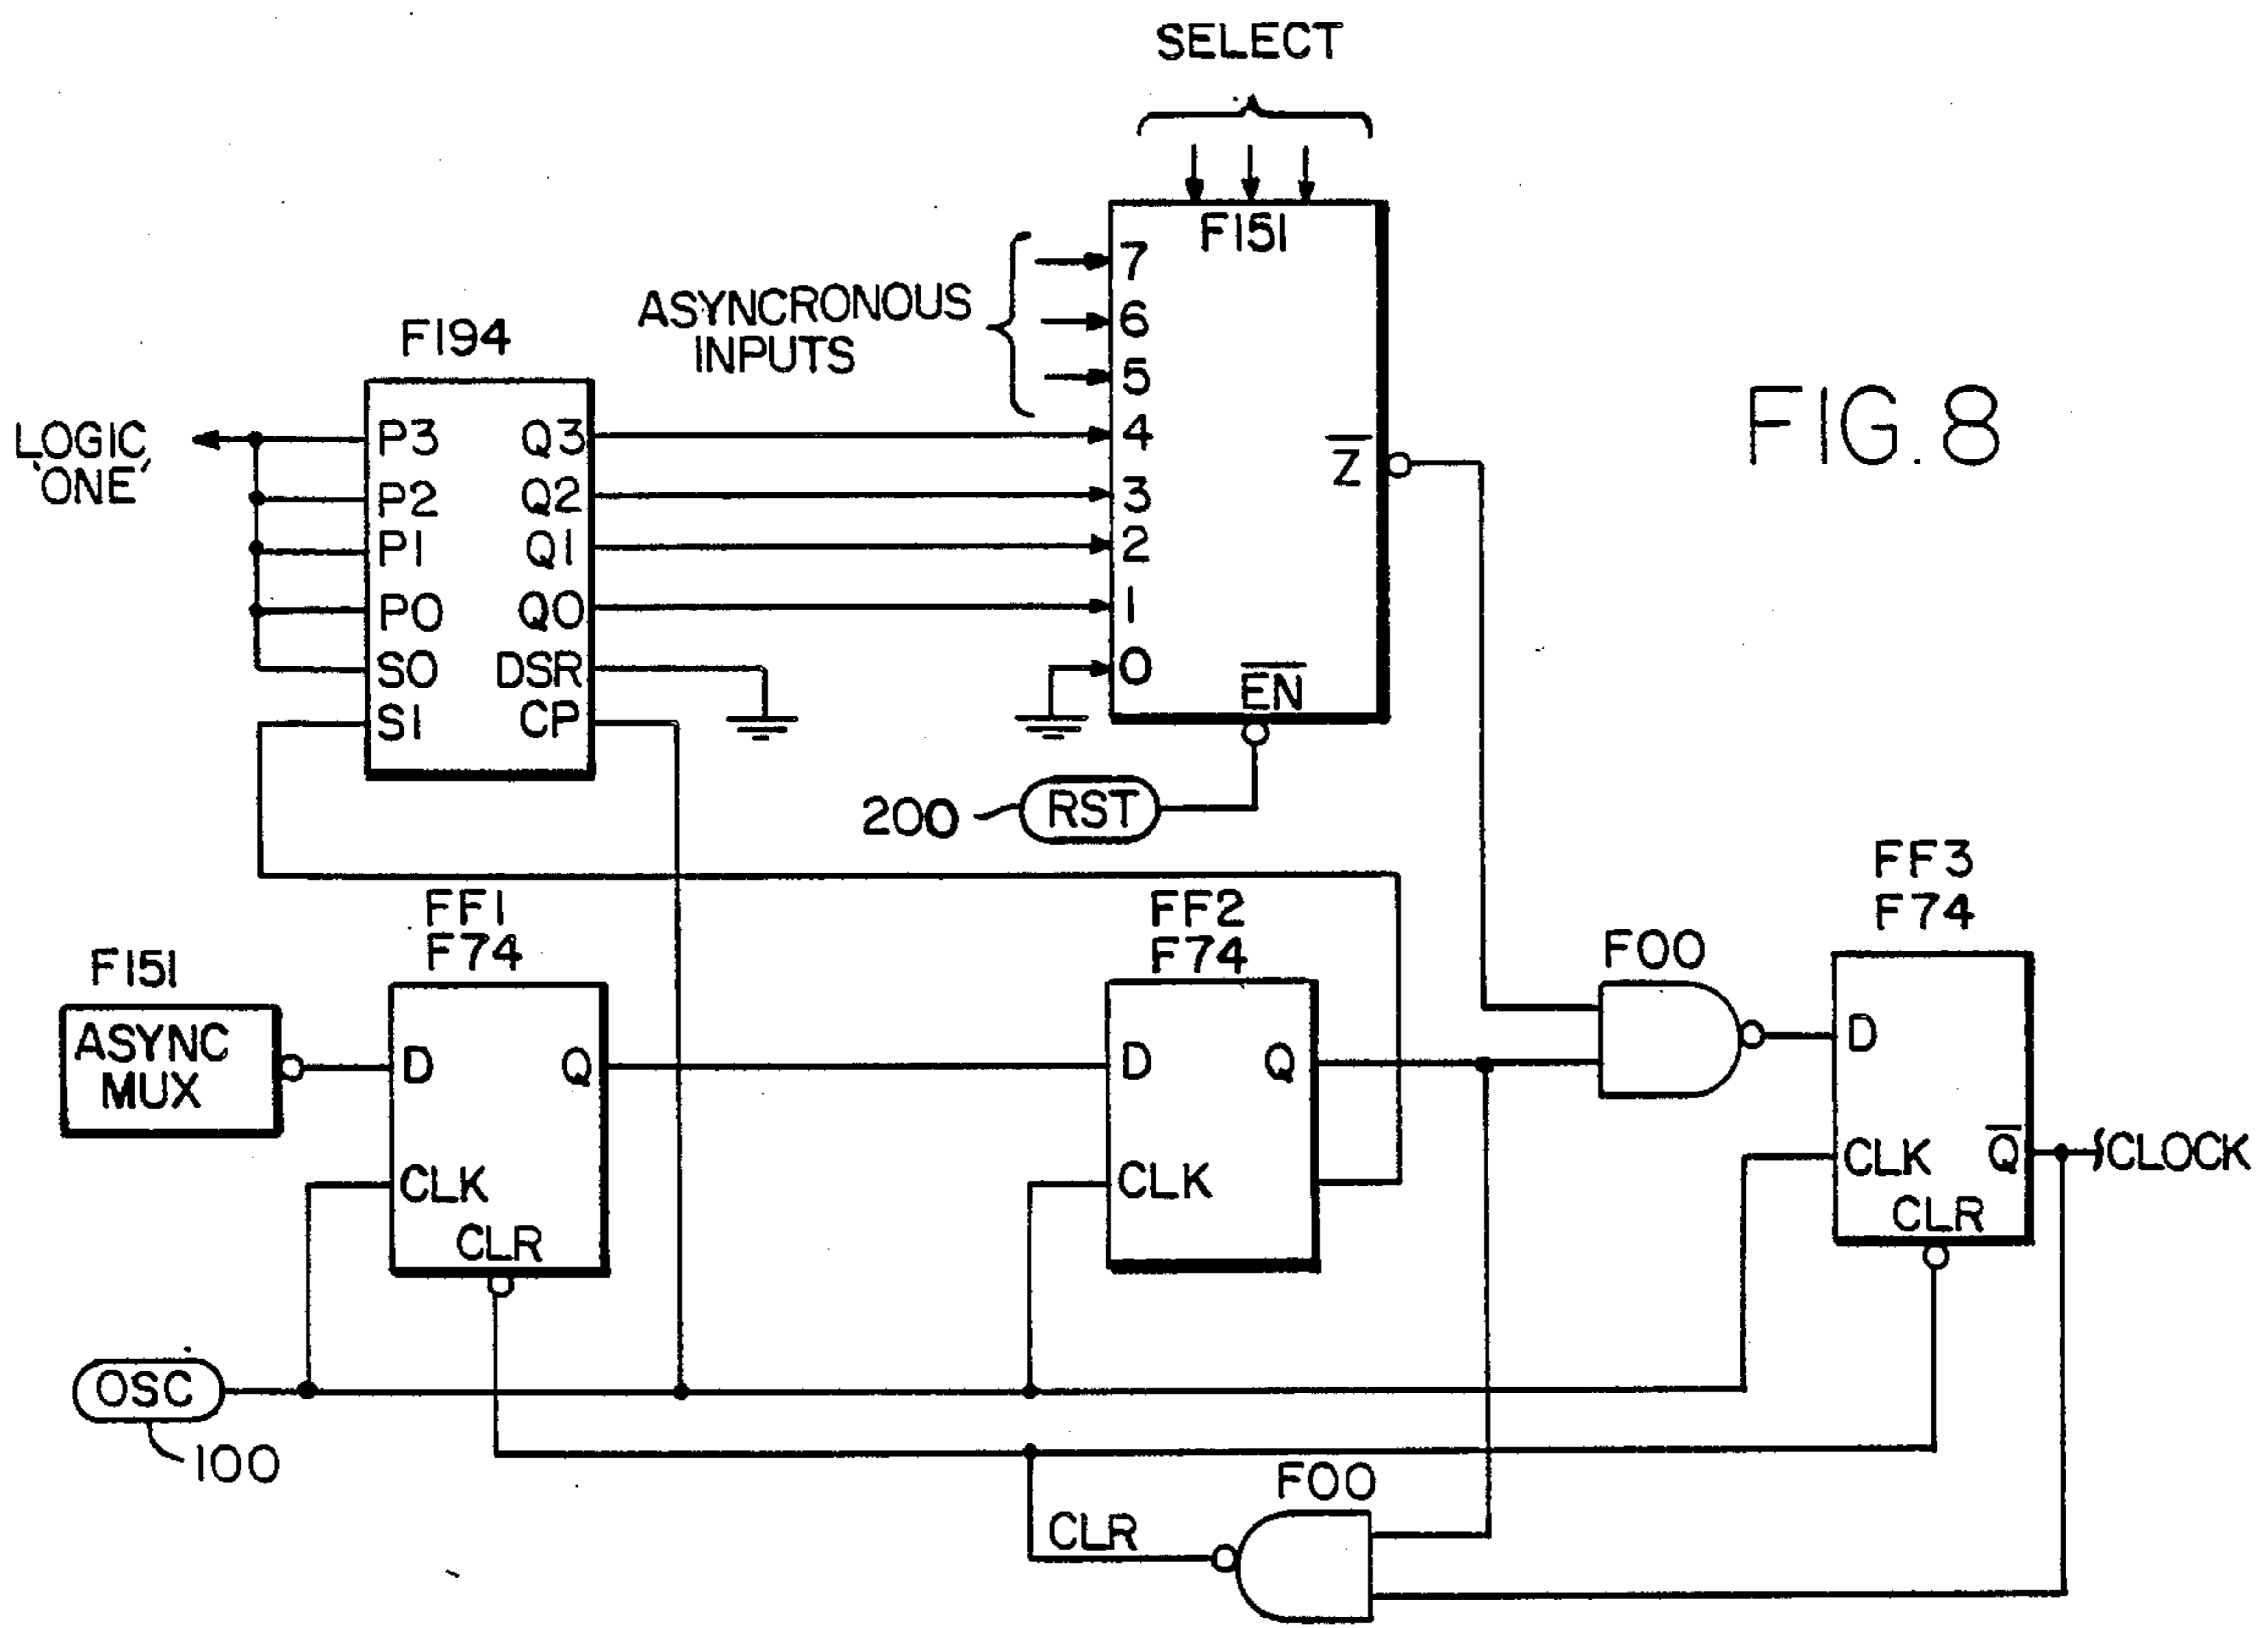 SELECT
F151
7
6
5
4
3
2
1
0
Z
EN
ASYNCRONOUS
INPUTS
F194
LOGIC
'ONE'
P3 Q3
P2 Q2
P1 Q1
P0 Q0
S0 DSR
S1 CP
FIG. 8
200
RST
FF1
F74
FF2
F74
FF3
F74
F151
ASYNC
MUX
D Q
CLK
CLR
D Q
CLK
F00
D
CLK Q
CLR
CLOCK
OSC
100
F00
CLR